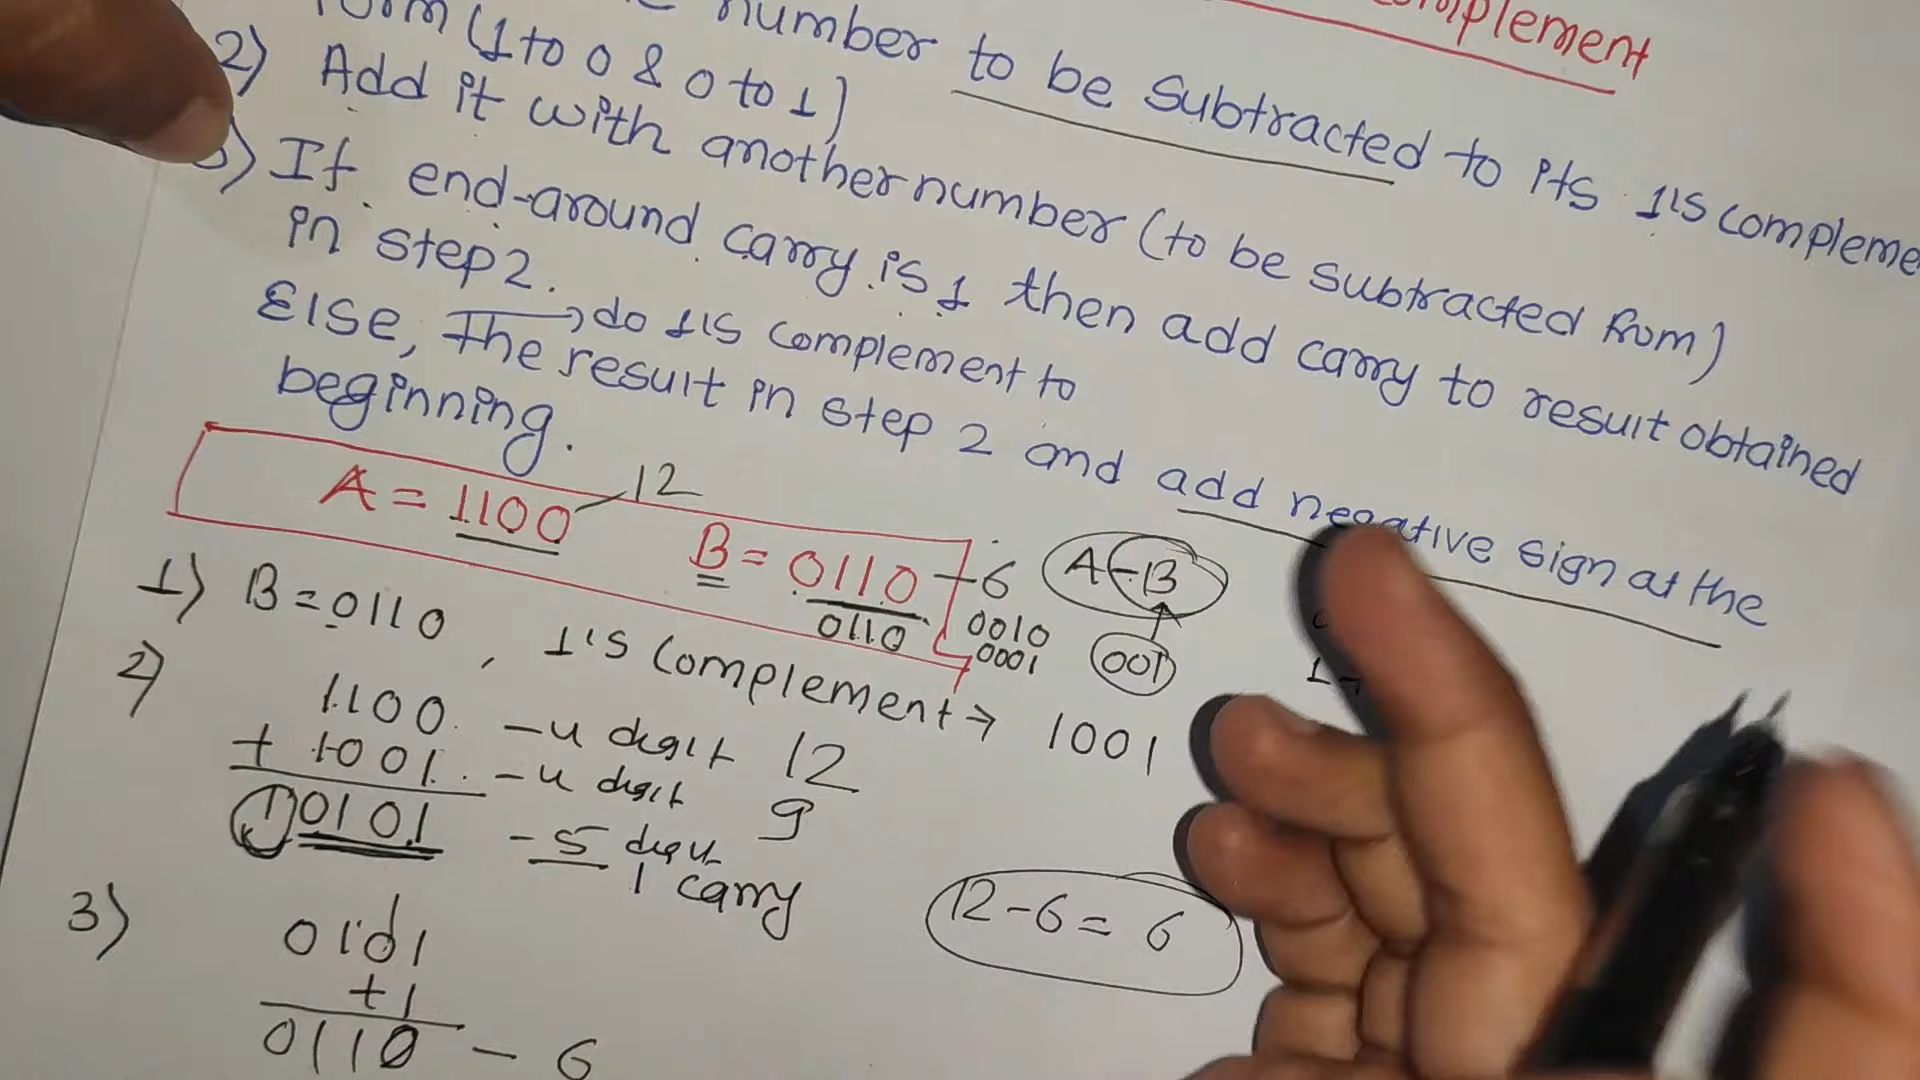 complement
number to be subtracted to its 1's compleme
form (1 to 0 & 0 to 1)
2) Add it with another number (to be subtracted from)
3) If end-around carry is 1 then add carry to result obtained
in step 2.
→ do 1's complement to
Else, The result in step 2 and add negative sign at the
beginning.
A = 1100 12
B = 0110 - 6
A-B
0110
0010
0001
001
1) B = 0110 , 1's Complement → 1001
2)
1100 - 4 digit 12
+ 1001 - 4 digit 9
10101 - 5 digit
1 carry
12-6 = 6
3)
1
0101
+1
0110 - 6